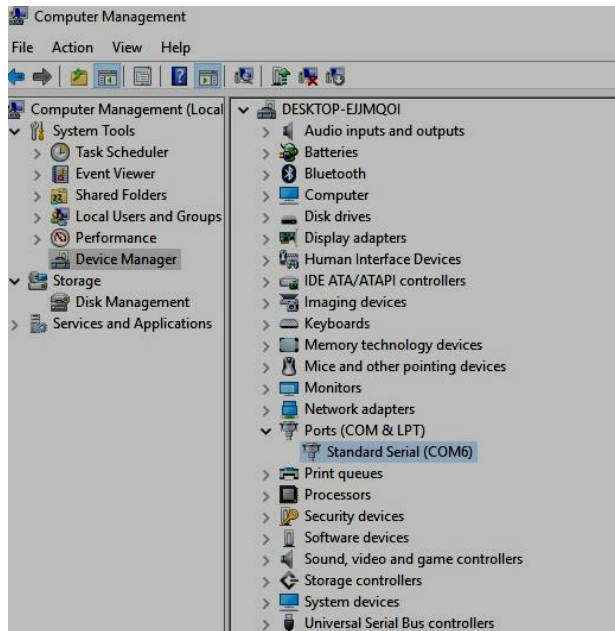 Computer Management
File Action View Help
Computer Management (Local
System Tools
Task Scheduler
Event Viewer
Shared Folders
Local Users and Groups
Performance
Device Manager
Storage
Disk Management
Services and Applications
DESKTOP-EJJMQOI
Audio inputs and outputs
Batteries
Bluetooth
Computer
Disk drives
Display adapters
Human Interface Devices
IDE ATA/ATAPI controllers
Imaging devices
Keyboards
Memory technology devices
Mice and other pointing devices
Monitors
Network adapters
Ports (COM & LPT)
Standard Serial (COM6)
Print queues
Processors
Security devices
Software devices
Sound, video and game controllers
Storage controllers
System devices
Universal Serial Bus controllers